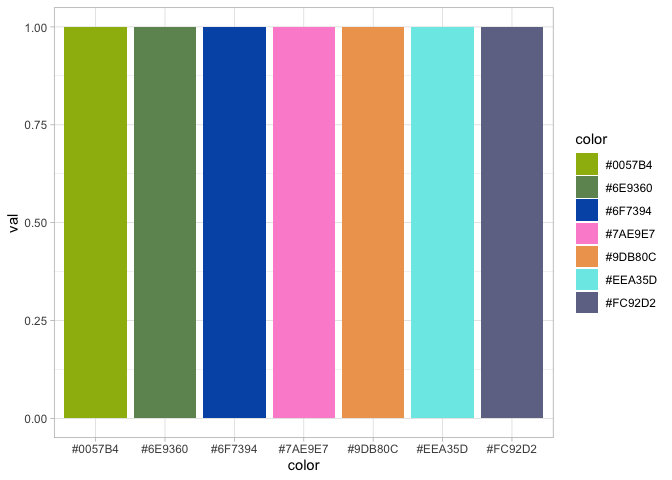 1.00
0.75
0.50
0.25
0.00
val
#0057B4 #6E9360 #6F7394 #7AE9E7 #9DB80C #EEA35D #FC92D2
color
color
#0057B4
#6E9360
#6F7394
#7AE9E7
#9DB80C
#EEA35D
#FC92D2